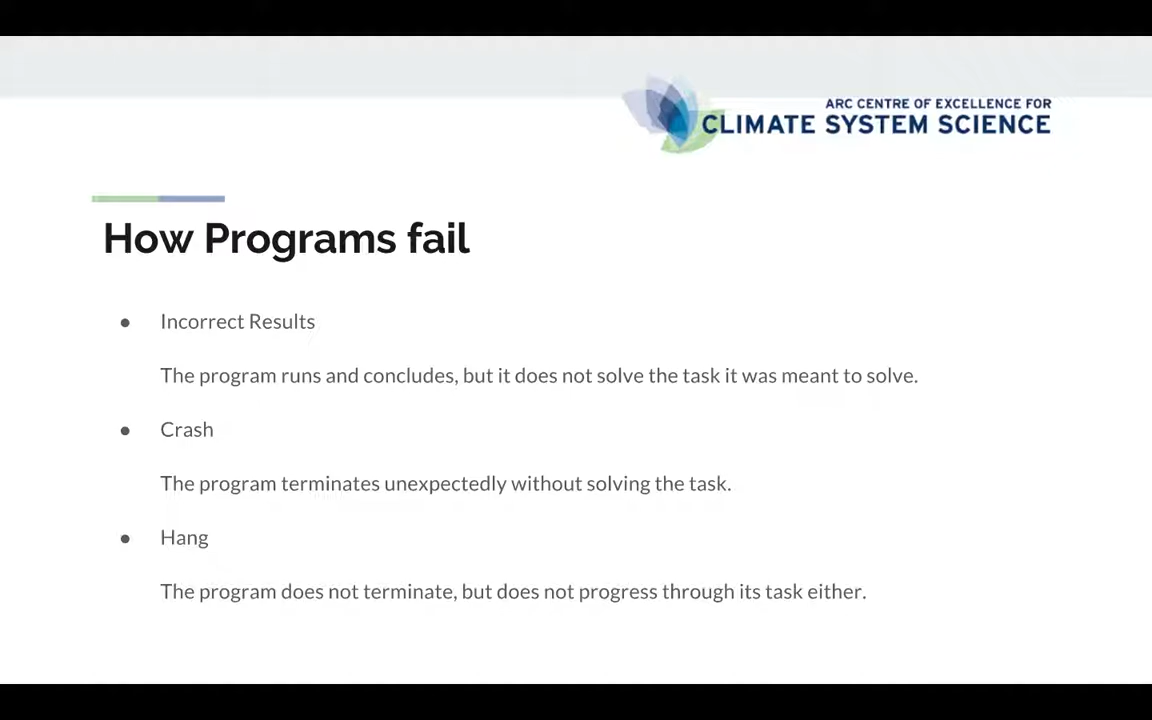 ARC CENTRE OF EXCELLENCE FOR
CLIMATE SYSTEM SCIENCE
How Programs fail
● Incorrect Results
The program runs and concludes, but it does not solve the task it was meant to solve.
● Crash
The program terminates unexpectedly without solving the task.
● Hang
The program does not terminate, but does not progress through its task either.